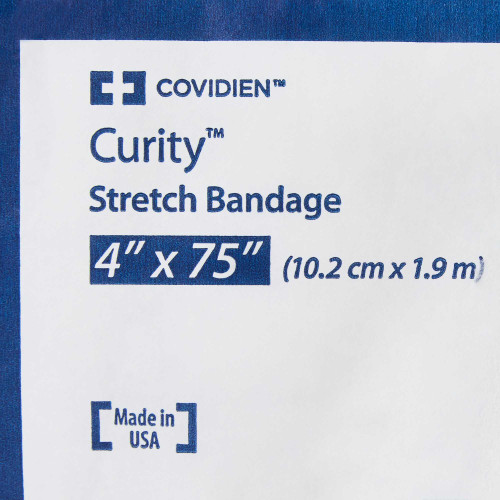 COVIDIEN™
Curity™
Stretch Bandage
4" x 75" (10.2 cm x 1.9 m)
Made in
USA